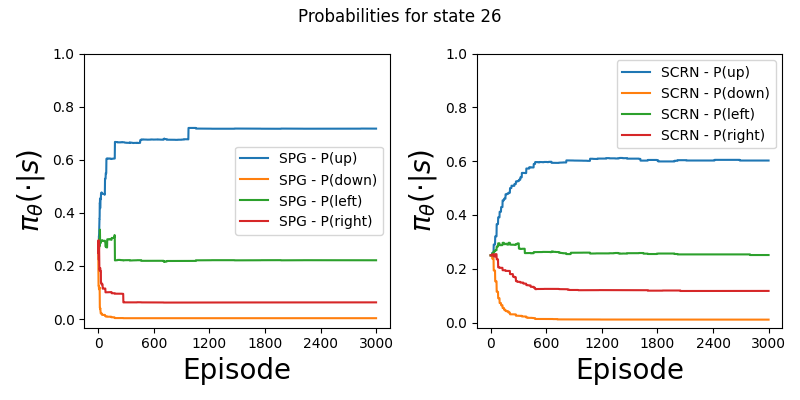 Probabilities for state 26
1.0
0.8
0.6
0.4
0.2
0.0
π_θ(·|s)
SPG - P(up)
SPG - P(down)
SPG - P(left)
SPG - P(right)
0 600 1200 1800 2400 3000
Episode
1.0
0.8
0.6
0.4
0.2
0.0
π_θ(·|s)
SCRN - P(up)
SCRN - P(down)
SCRN - P(left)
SCRN - P(right)
0 600 1200 1800 2400 3000
Episode